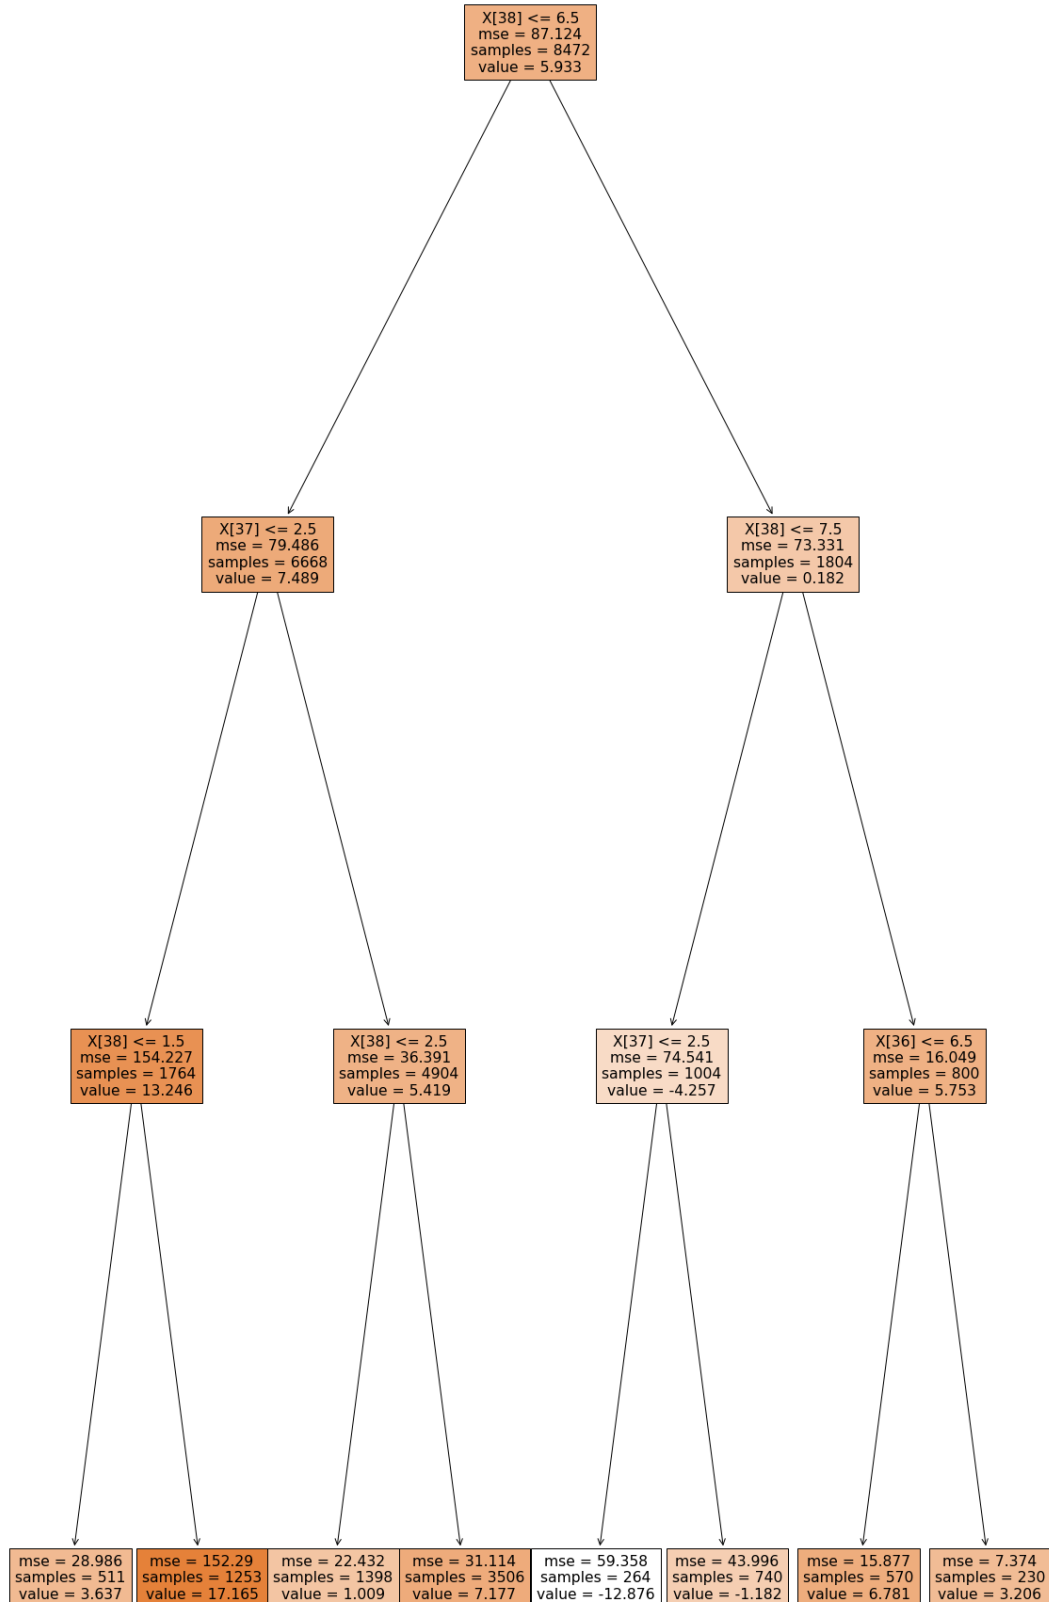 X[38] <= 6.5
mse = 87.124
samples = 8472
value = 5.933
X[37] <= 2.5
mse = 79.486
samples = 6668
value = 7.489
X[38] <= 7.5
mse = 73.331
samples = 1804
value = 0.182
X[38] <= 1.5
mse = 154.227
samples = 1764
value = 13.246
X[38] <= 2.5
mse = 36.391
samples = 4904
value = 5.419
X[37] <= 2.5
mse = 74.541
samples = 1004
value = -4.257
X[36] <= 6.5
mse = 16.049
samples = 800
value = 5.753
mse = 28.986
samples = 511
value = 3.637
mse = 152.29
samples = 1253
value = 17.165
mse = 22.432
samples = 1398
value = 1.009
mse = 31.114
samples = 3506
value = 7.177
mse = 59.358
samples = 264
value = -12.876
mse = 43.996
samples = 740
value = -1.182
mse = 15.877
samples = 570
value = 6.781
mse = 7.374
samples = 230
value = 3.206